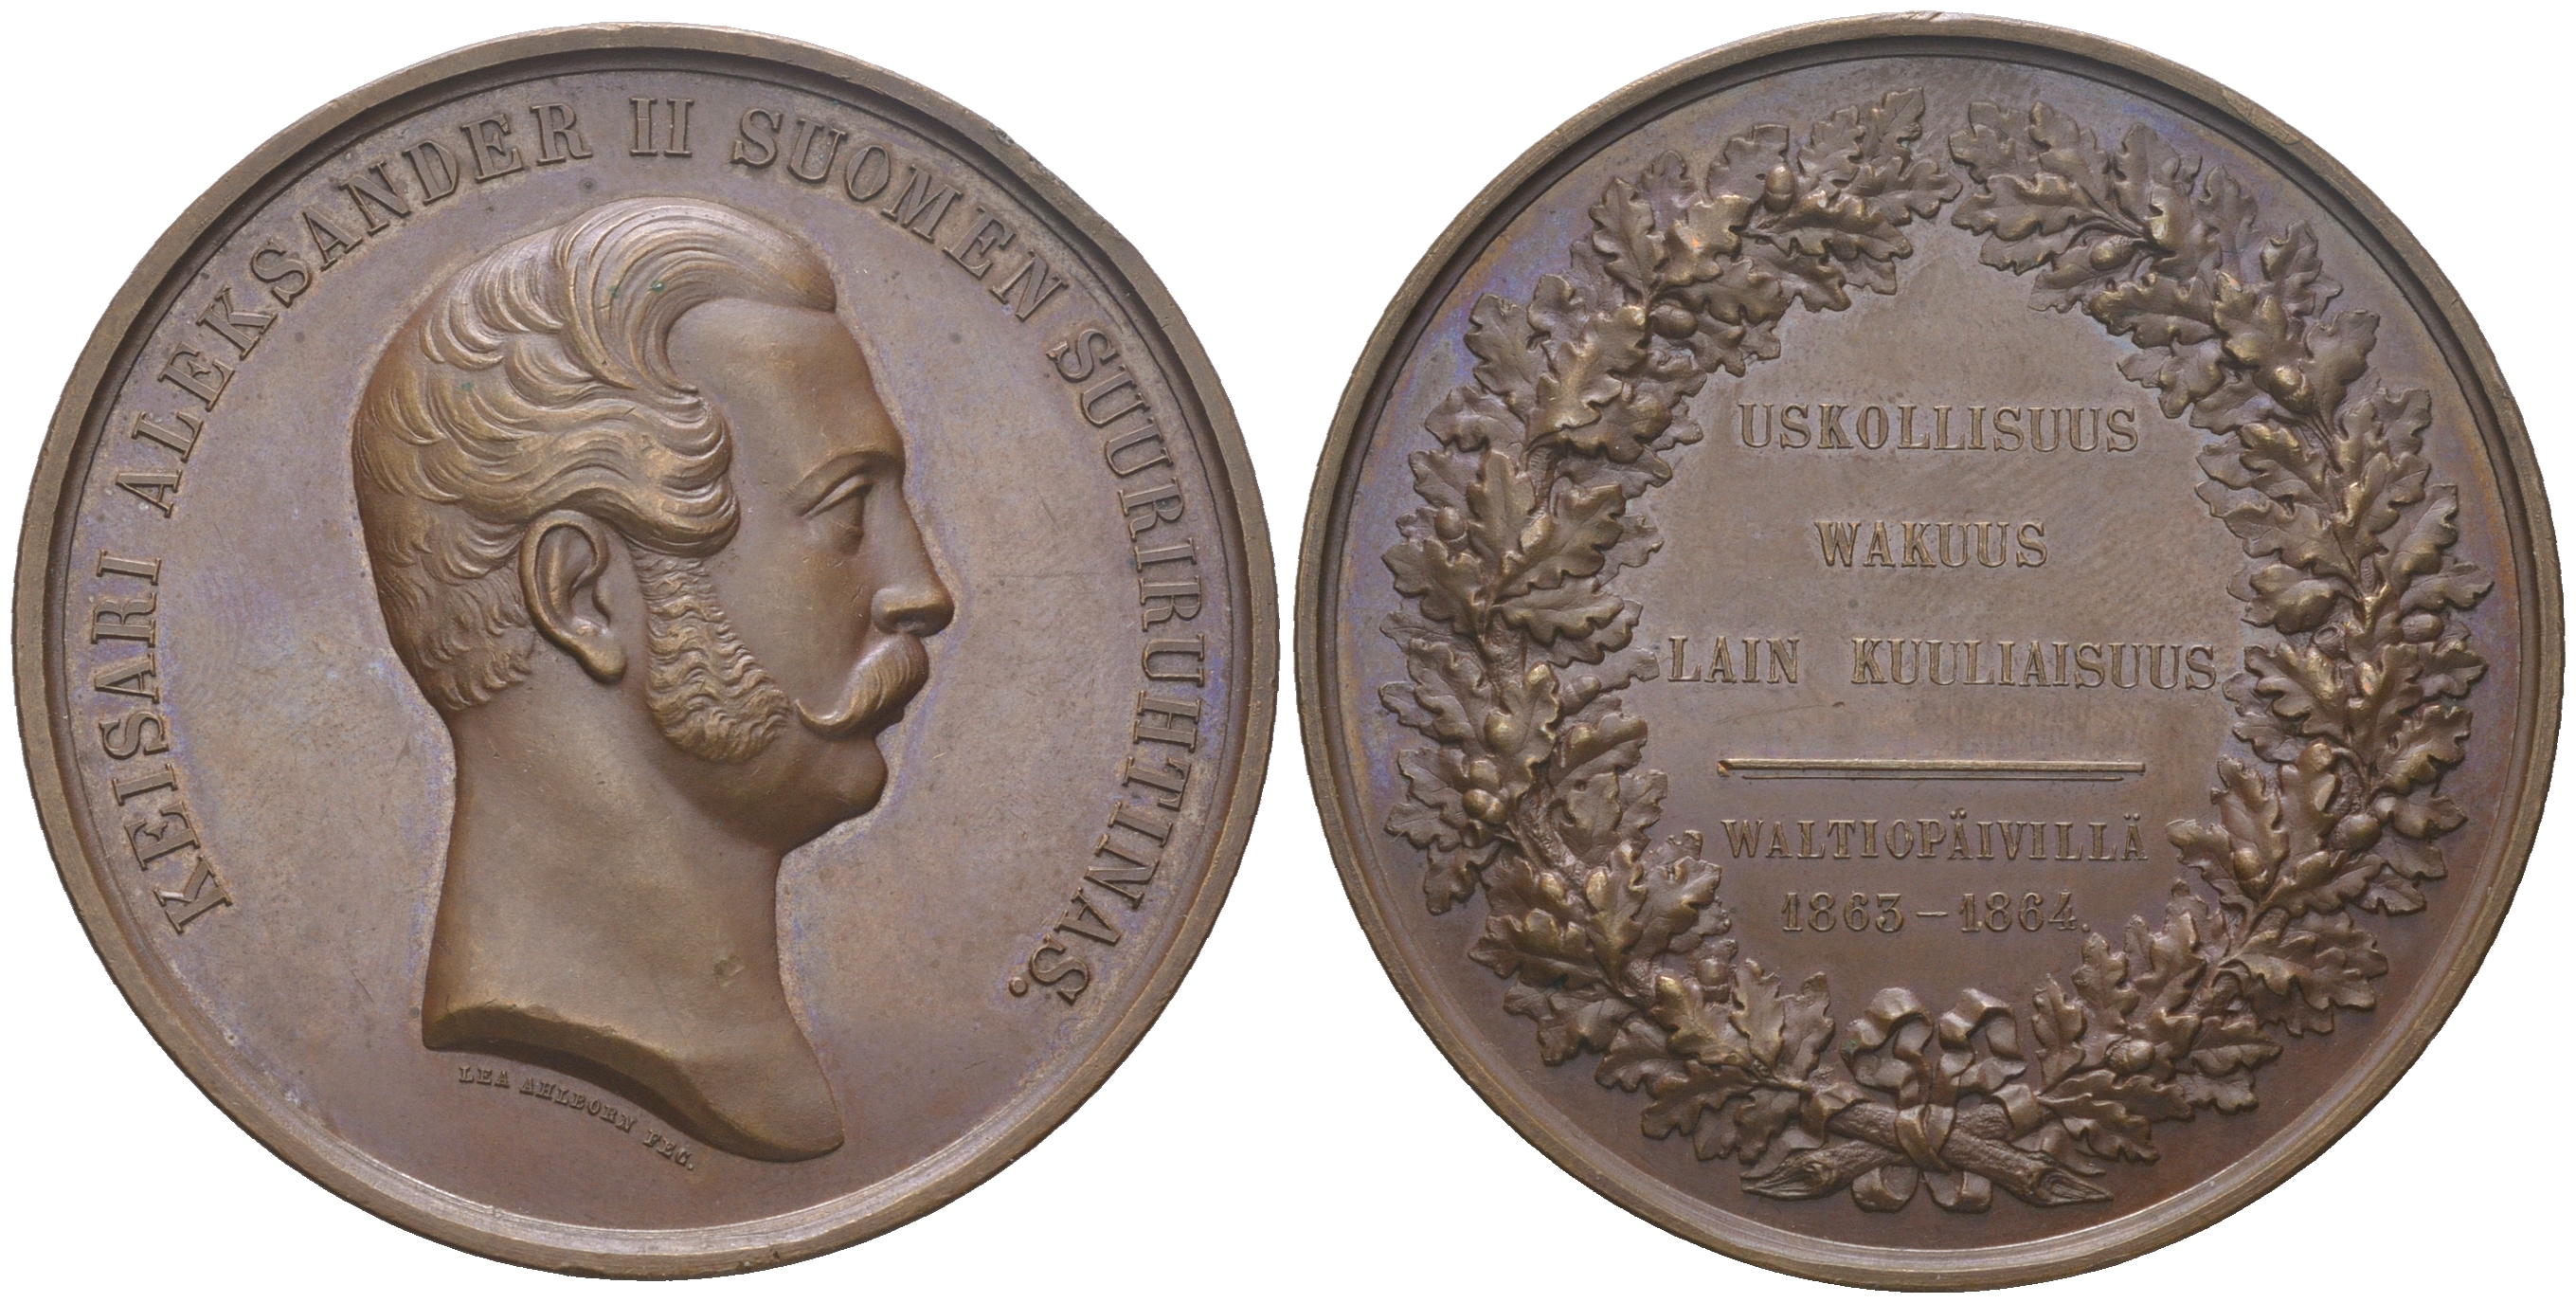 KEISARI ALEKSANDER II SUOMEN SUURIRUHTINAS.
LEA AHLBORN FEC.
USKOLLISUUS
WAKUUS
LAIN KUULIAISUUS
WALTIOPÄIVILLÄ
1863–1864.